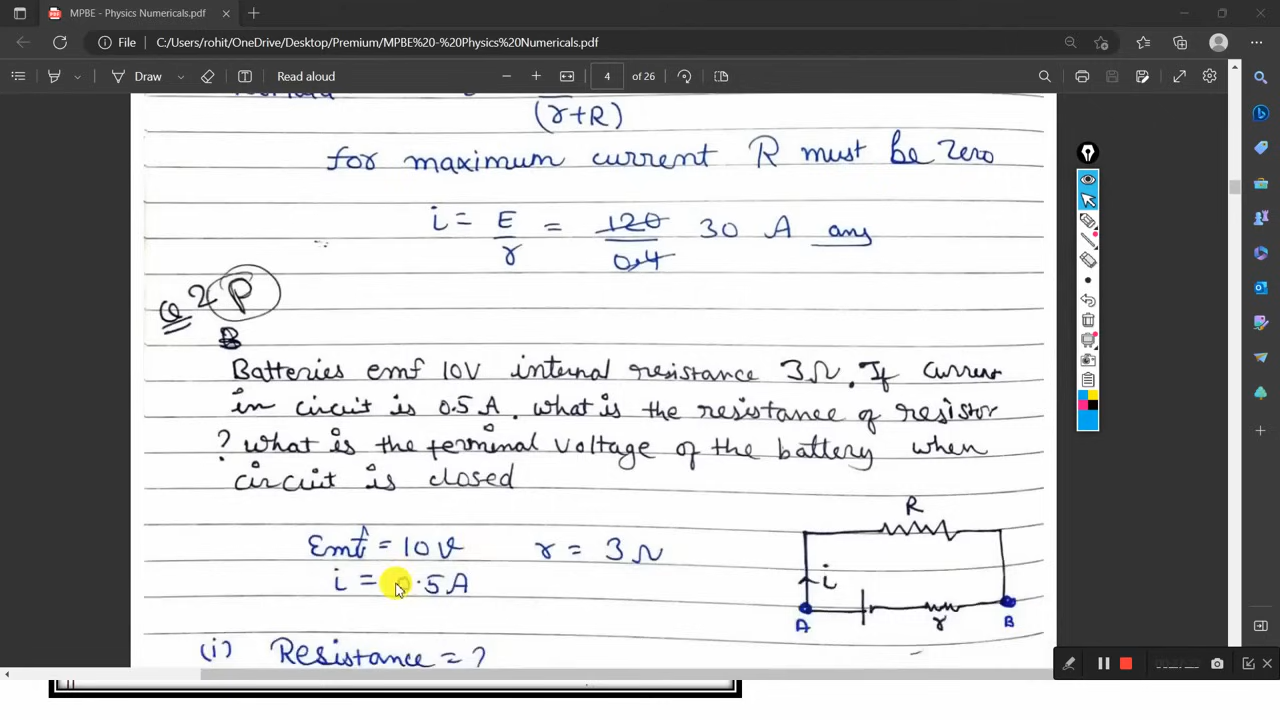 MPBE - Physics Numericals.pdf
File C:/Users/rohit/OneDrive/Desktop/Premium/MPBE%20-%20Physics%20Numericals.pdf
Draw Read aloud 4 of 26
(r+R)
for maximum current R must be zero
i = E/r = 120/0.4 30 A ans
Q 2 P
B
Batteries emf 10V internal resistance 3Ω. If current
in circuit is 0.5 A. what is the resistance of resistor
? what is the terminal voltage of the battery when
circuit is closed
R
Emf = 10V r = 3Ω
i = 0.5A
i
A r B
(i) Resistance = ?